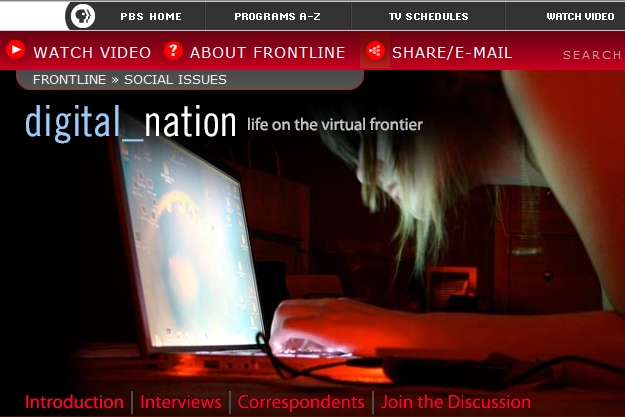 PBS HOME PROGRAMS A-Z TV SCHEDULES WATCH VIDEO
WATCH VIDEO ? ABOUT FRONTLINE SHARE/E-MAIL SEARCH
FRONTLINE » SOCIAL ISSUES
digital_nation life on the virtual frontier
Introduction | Interviews | Correspondents | Join the Discussion